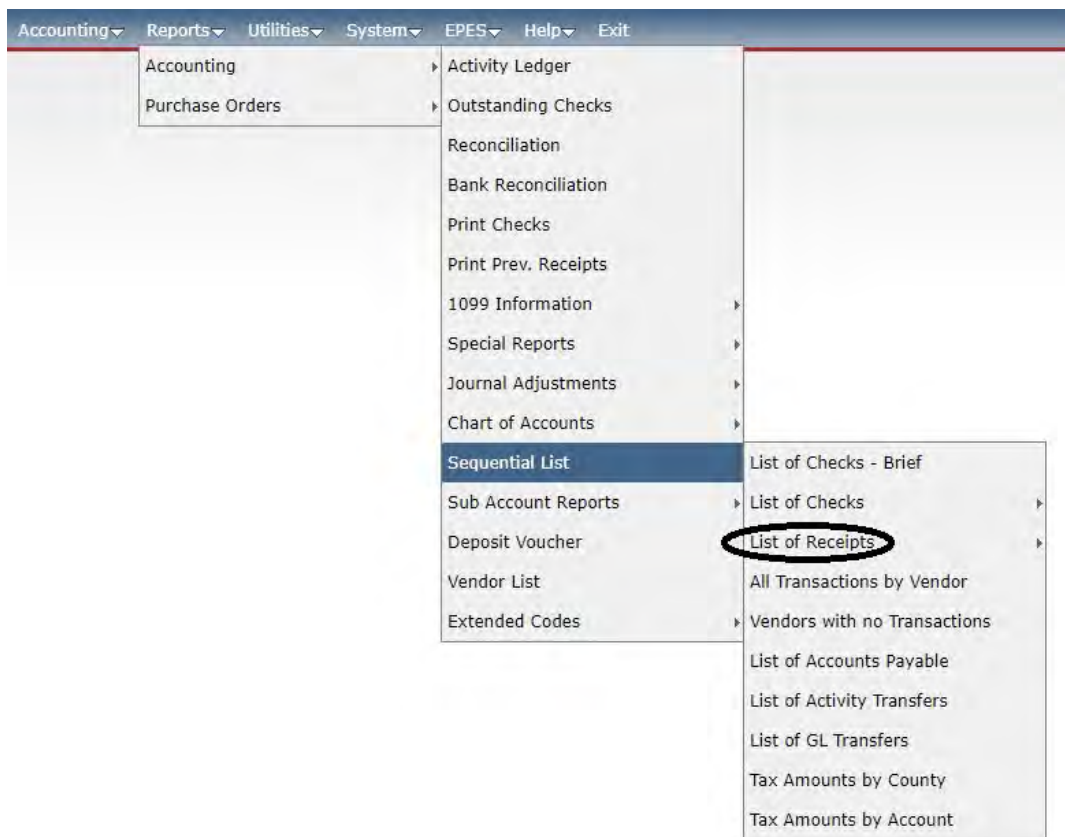 Accounting Reports Utilities System EPES Help Exit
Accounting
Purchase Orders
Activity Ledger
Outstanding Checks
Reconciliation
Bank Reconciliation
Print Checks
Print Prev. Receipts
1099 Information
Special Reports
Journal Adjustments
Chart of Accounts
Sequential List
Sub Account Reports
Deposit Voucher
Vendor List
Extended Codes
List of Checks - Brief
List of Checks
List of Receipts
All Transactions by Vendor
Vendors with no Transactions
List of Accounts Payable
List of Activity Transfers
List of GL Transfers
Tax Amounts by County
Tax Amounts by Account